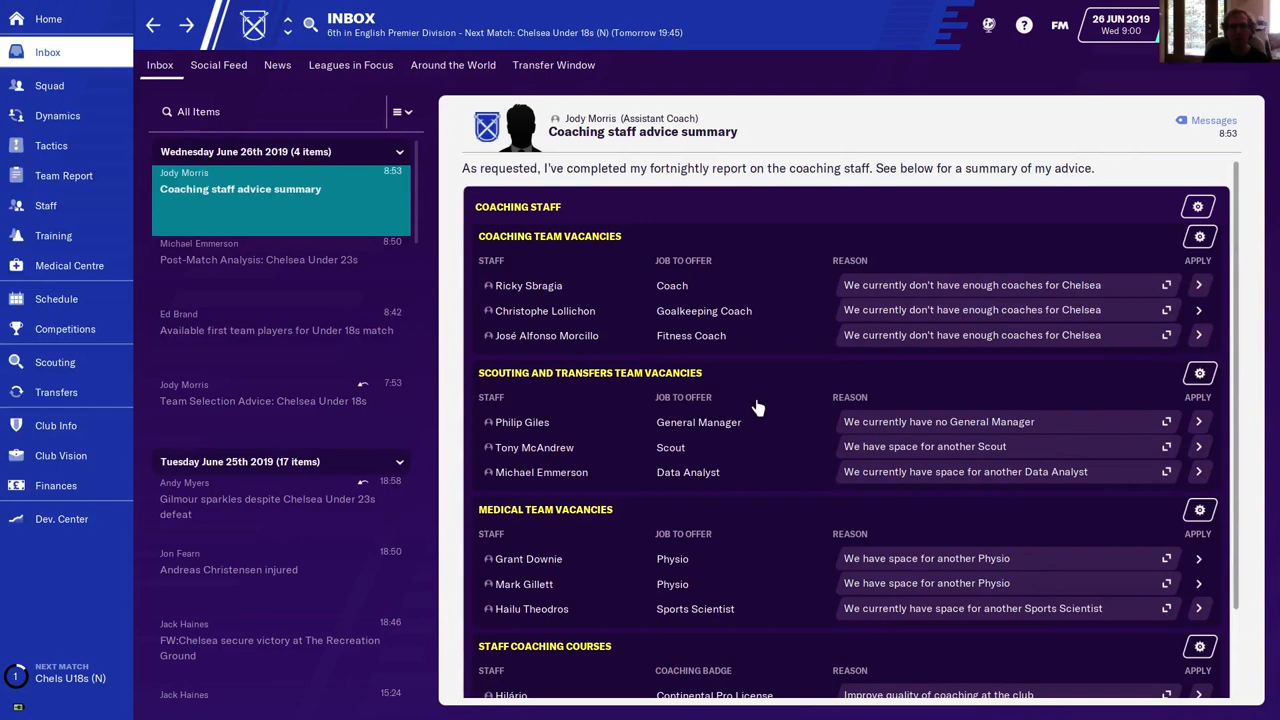 Home
Inbox
Squad
Dynamics
Tactics
Team Report
Staff
Training
Medical Centre
Schedule
Competitions
Scouting
Transfers
Club Info
Club Vision
Finances
Dev. Center
1
NEXT MATCH
Chels U18s (N)
INBOX
6th in English Premier Division - Next Match: Chelsea Under 18s (N) (Tomorrow 19:45)
?
FM
26 JUN 2019
Wed 9:00
Inbox Social Feed News Leagues in Focus Around the World Transfer Window
All Items
Wednesday June 26th 2019 (4 items)
Jody Morris 8:53
Coaching staff advice summary
Michael Emmerson 8:50
Post-Match Analysis: Chelsea Under 23s
Ed Brand 8:42
Available first team players for Under 18s match
Jody Morris 7:53
Team Selection Advice: Chelsea Under 18s
Tuesday June 25th 2019 (17 items)
Andy Myers 18:58
Gilmour sparkles despite Chelsea Under 23s
defeat
Jon Fearn 18:50
Andreas Christensen injured
Jack Haines 18:46
FW:Chelsea secure victory at The Recreation
Ground
Jack Haines 15:24
Jody Morris (Assistant Coach)
Coaching staff advice summary
Messages
8:53
As requested, I've completed my fortnightly report on the coaching staff. See below for a summary of my advice.
COACHING STAFF
COACHING TEAM VACANCIES
STAFF JOB TO OFFER REASON APPLY
Ricky Sbragia Coach We currently don't have enough coaches for Chelsea
Christophe Lollichon Goalkeeping Coach We currently don't have enough coaches for Chelsea
José Alfonso Morcillo Fitness Coach We currently don't have enough coaches for Chelsea
SCOUTING AND TRANSFERS TEAM VACANCIES
STAFF JOB TO OFFER REASON APPLY
Philip Giles General Manager We currently have no General Manager
Tony McAndrew Scout We have space for another Scout
Michael Emmerson Data Analyst We currently have space for another Data Analyst
MEDICAL TEAM VACANCIES
STAFF JOB TO OFFER REASON APPLY
Grant Downie Physio We have space for another Physio
Mark Gillett Physio We have space for another Physio
Hailu Theodros Sports Scientist We currently have space for another Sports Scientist
STAFF COACHING COURSES
STAFF COACHING BADGE REASON APPLY
Hilário Continental Pro License Improve quality of coaching at the club